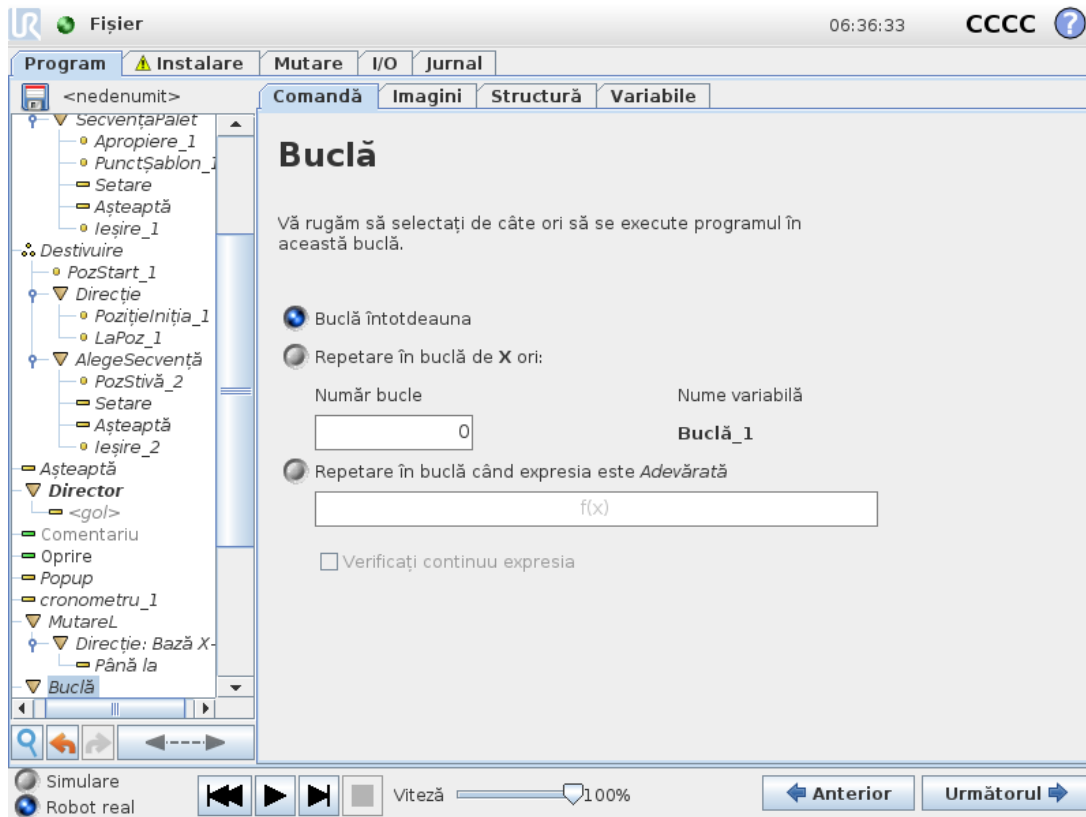 Fișier
06:36:33
CCCC
?
Program
Instalare
Mutare
I/O
Jurnal
<nedenumit>
Comandă
Imagini
Structură
Variabile
SecvențaPalet
Apropiere_1
PunctȘablon_1
Setare
Așteaptă
Ieșire_1
Destivuire
PozStart_1
Direcție
PozițieIniția_1
LaPoz_1
AlegeSecvență
PozStivă_2
Setare
Așteaptă
Ieșire_2
Așteaptă
Director
<gol>
Comentariu
Oprire
Popup
cronometru_1
MutareL
Direcție: Bază X-
Până la
Buclă
Buclă
Vă rugăm să selectați de câte ori să se execute programul în
această buclă.
Buclă întotdeauna
Repetare în buclă de X ori:
Număr bucle
Nume variabilă
0
Buclă_1
Repetare în buclă când expresia este Adevărată
f(x)
Verificați continuu expresia
Simulare
Robot real
Viteză
100%
Anterior
Următorul